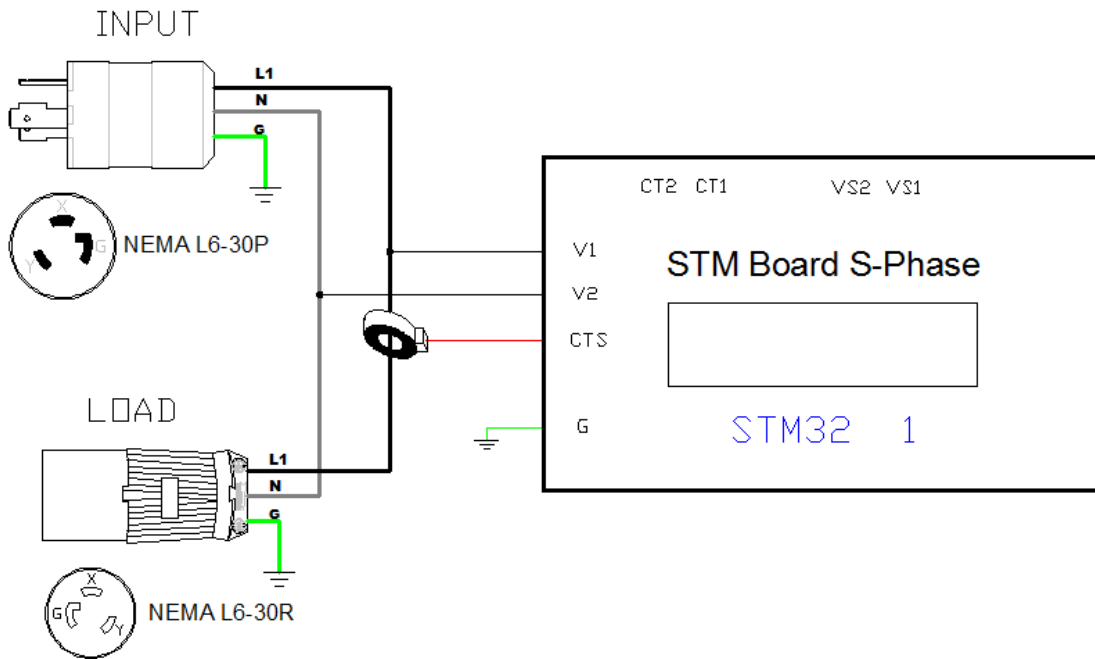 INPUT
L1
N
G
X
G
Y
NEMA L6-30P
CT2 CT1 VS2 VS1
V1
STM Board S-Phase
V2
CTS
G
STM32 1
LOAD
L1
N
G
X
G
Y
NEMA L6-30R